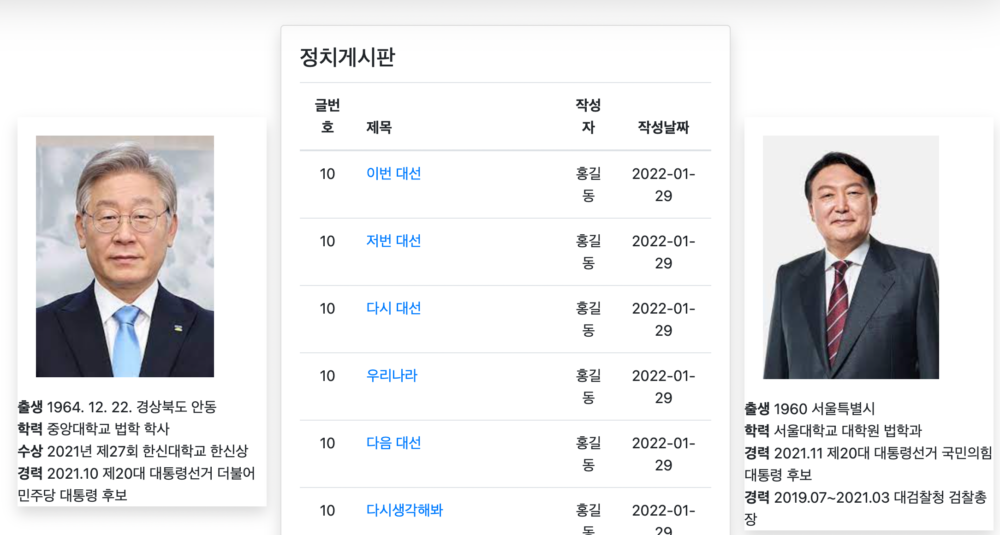 정치게시판
글번
호
제목
작성
자
작성날짜
10
이번 대선
홍길
동
2022-01-
29
10
저번 대선
홍길
동
2022-01-
29
10
다시 대선
홍길
동
2022-01-
29
10
우리나라
홍길
동
2022-01-
29
10
다음 대선
홍길
동
2022-01-
29
10
다시생각해봐
홍길
동
2022-01-
29
출생 1964. 12. 22. 경상북도 안동
학력 중앙대학교 법학 학사
수상 2021년 제27회 한신대학교 한신상
경력 2021.10 제20대 대통령선거 더불어
민주당 대통령 후보
출생 1960 서울특별시
학력 서울대학교 대학원 법학과
경력 2021.11 제20대 대통령선거 국민의힘
대통령 후보
경력 2019.07~2021.03 대검찰청 검찰총
장